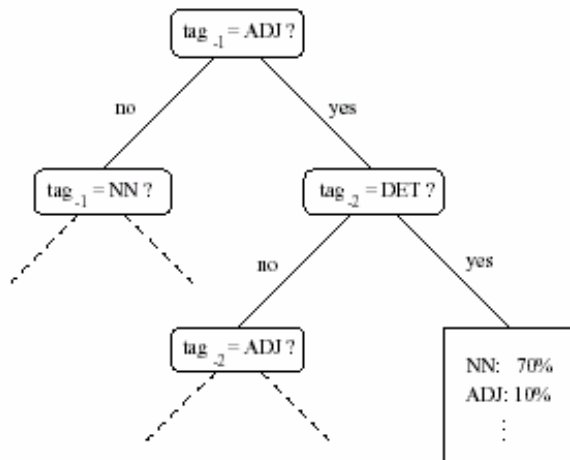 tag -1 = ADJ ?
no
yes
tag -1 = NN ?
tag -2 = DET ?
no
yes
tag -2 = ADJ ?
NN: 70%
ADJ: 10%
⋮